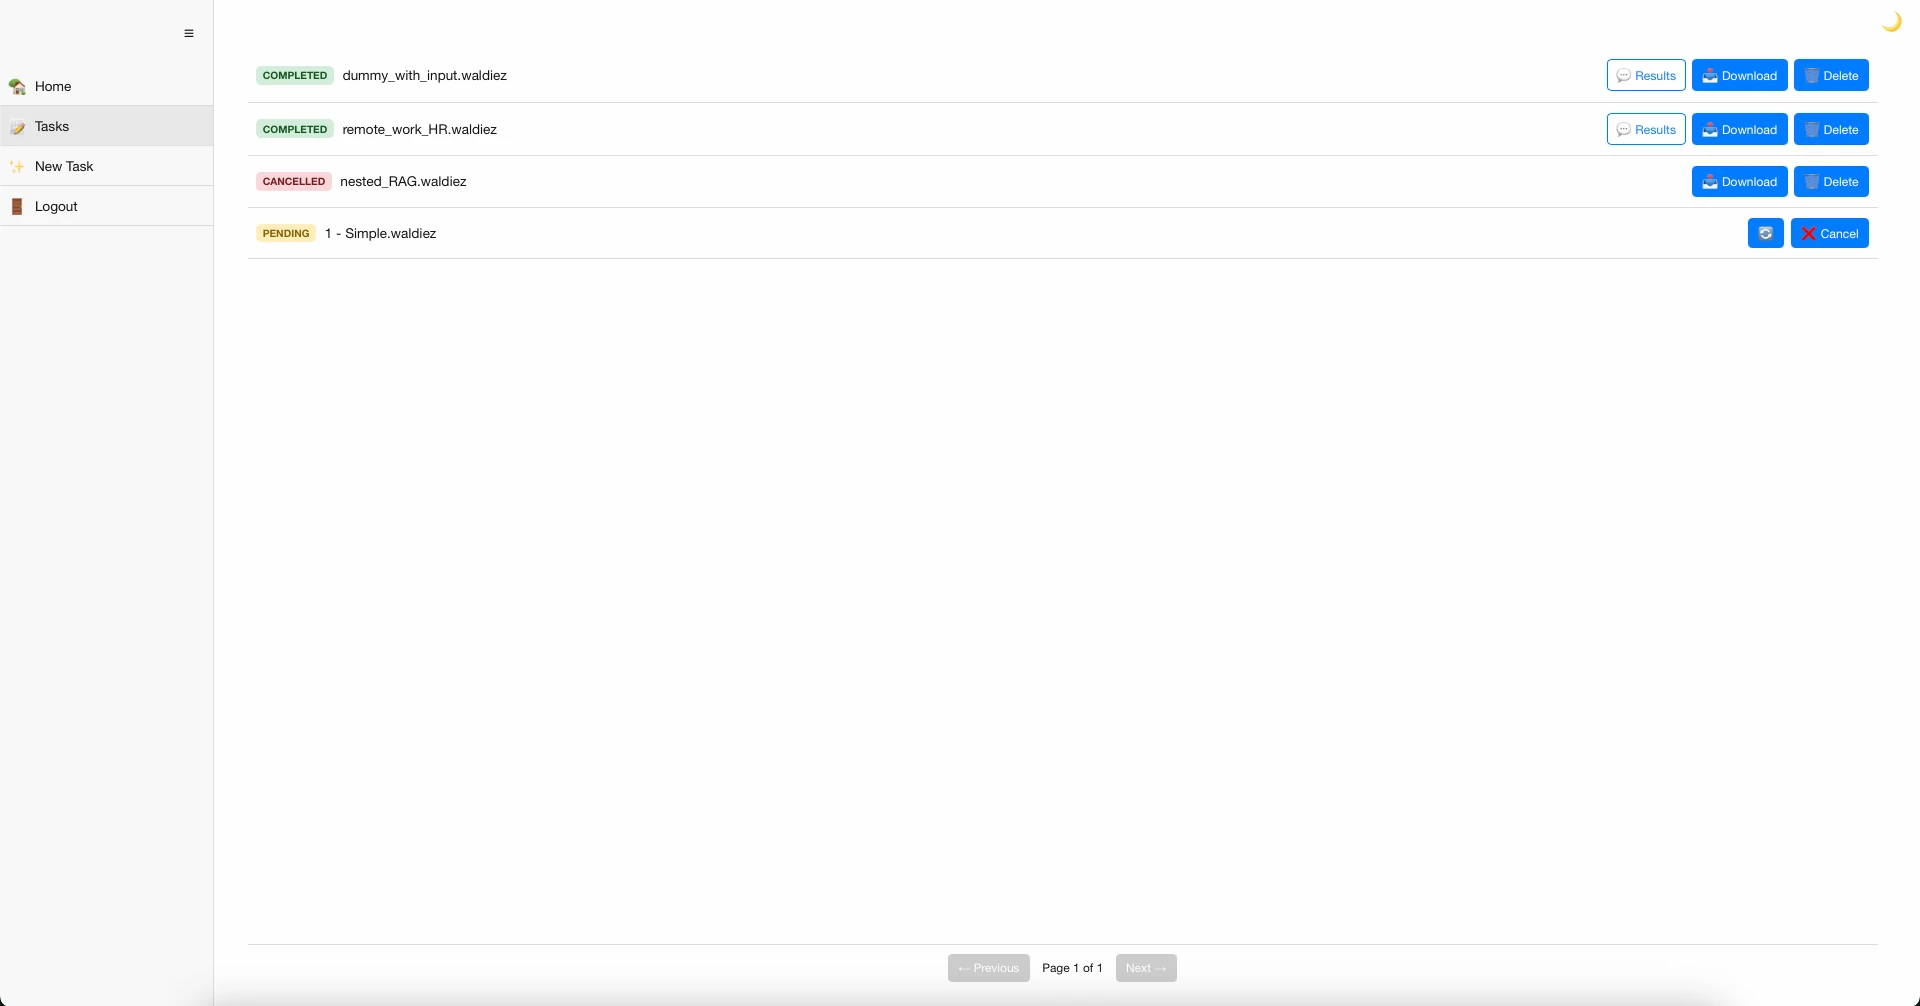 Home
Tasks
New Task
Logout
COMPLETED dummy_with_input.waldiez Results Download Delete
COMPLETED remote_work_HR.waldiez Results Download Delete
CANCELLED nested_RAG.waldiez Download Delete
PENDING 1 - Simple.waldiez Cancel
← Previous Page 1 of 1 Next →